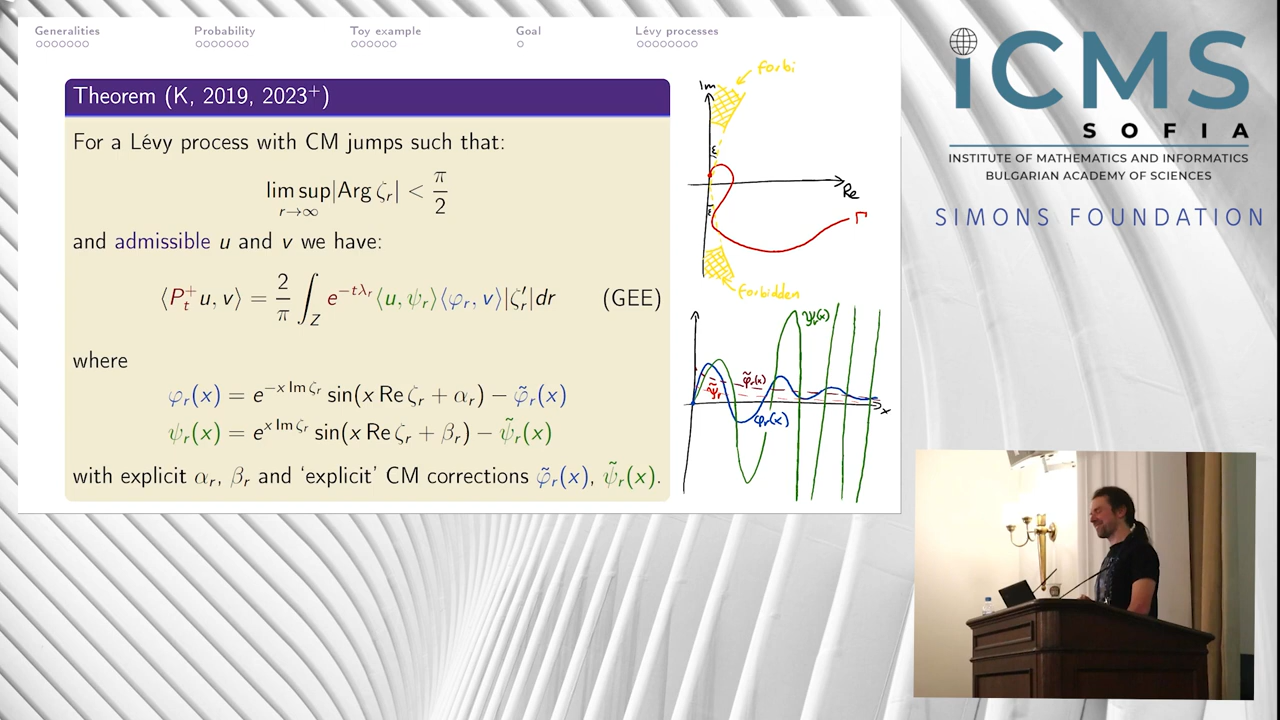 Generalities Probability Toy example Goal Lévy processes
Theorem (K, 2019, 2023⁺)
For a Lévy process with CM jumps such that:
lim sup_{r→∞} |Arg ζ_r| < π/2
and admissible u and v we have:
⟨P_t^+ u, v⟩ = 2/π ∫_Z e^{−tλ_r} ⟨u, ψ_r⟩⟨φ_r, v⟩|ζ_r′|dr (GEE)
where
φ_r(x) = e^{−x Im ζ_r} sin(x Re ζ_r + α_r) − φ̃_r(x)
ψ_r(x) = e^{x Im ζ_r} sin(x Re ζ_r + β_r) − ψ̃_r(x)
with explicit α_r, β_r and ‘explicit’ CM corrections φ̃_r(x), ψ̃_r(x).
forbi
Im
ε
Re
Γ
ε
forbidden
ψ_r(x)
φ̃_r(x)
ψ̃_r
φ_r(x)
x
iCMS
SOFIA
INSTITUTE OF MATHEMATICS AND INFORMATICS
BULGARIAN ACADEMY OF SCIENCES
SIMONS FOUNDATION